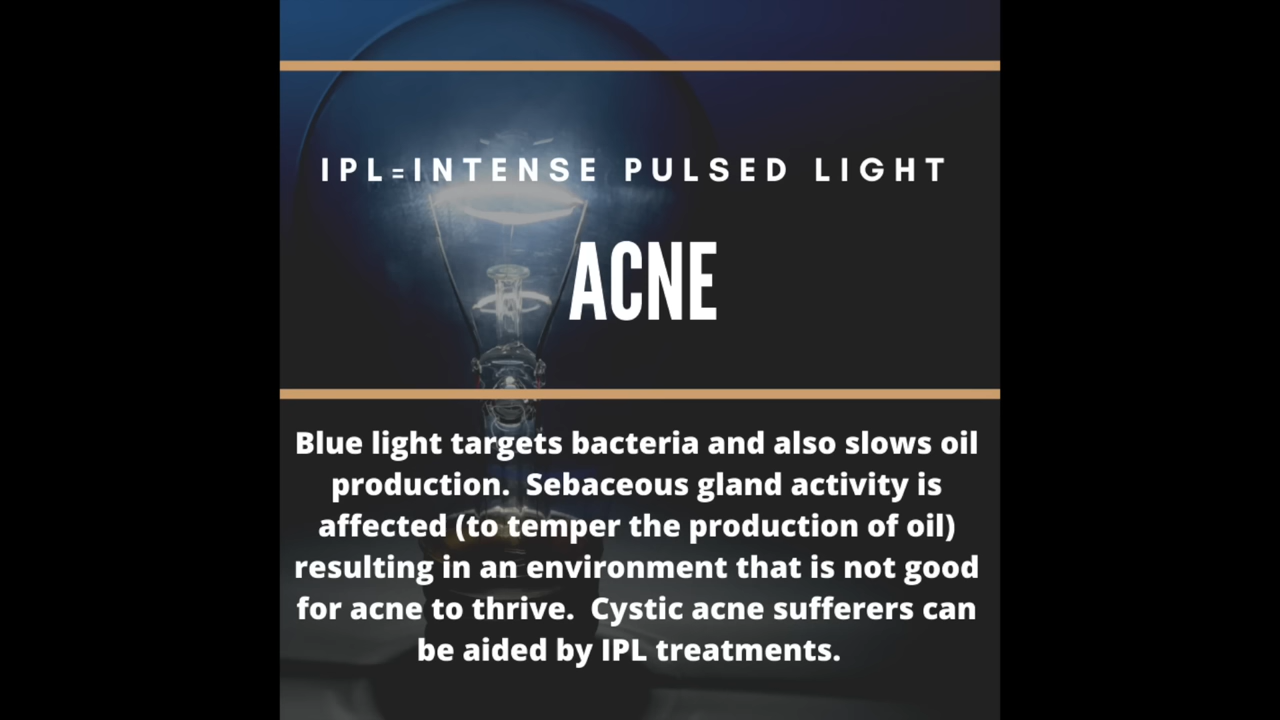 IPL=INTENSE PULSED LIGHT
ACNE
Blue light targets bacteria and also slows oil
production.  Sebaceous gland activity is
affected (to temper the production of oil)
resulting in an environment that is not good
for acne to thrive.  Cystic acne sufferers can
be aided by IPL treatments.